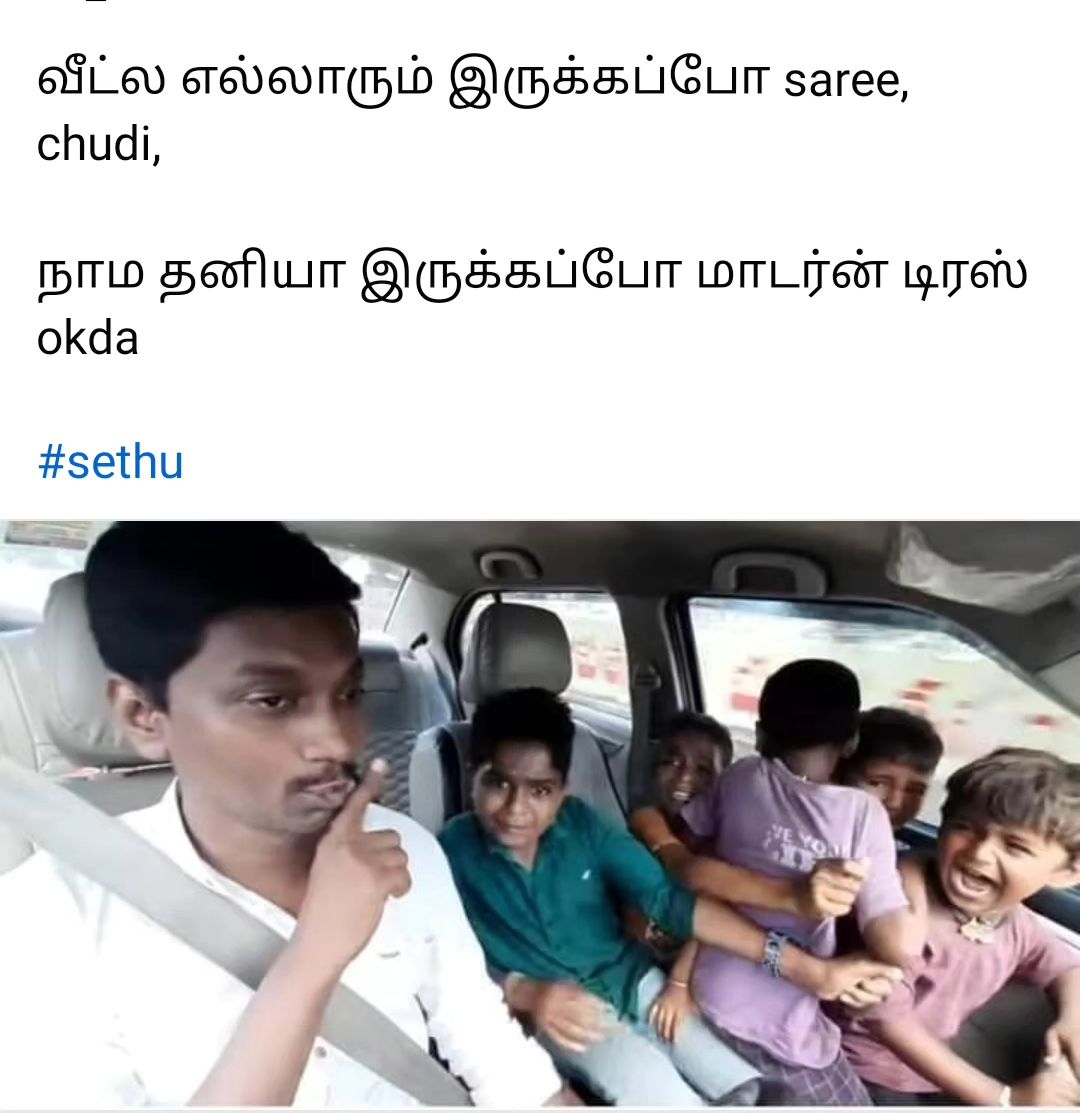 வீட்ல எல்லாரும் இருக்கப்போ saree,
chudi,
நாம தனியா இருக்கப்போ மாடர்ன் டிரஸ்
okda
#sethu